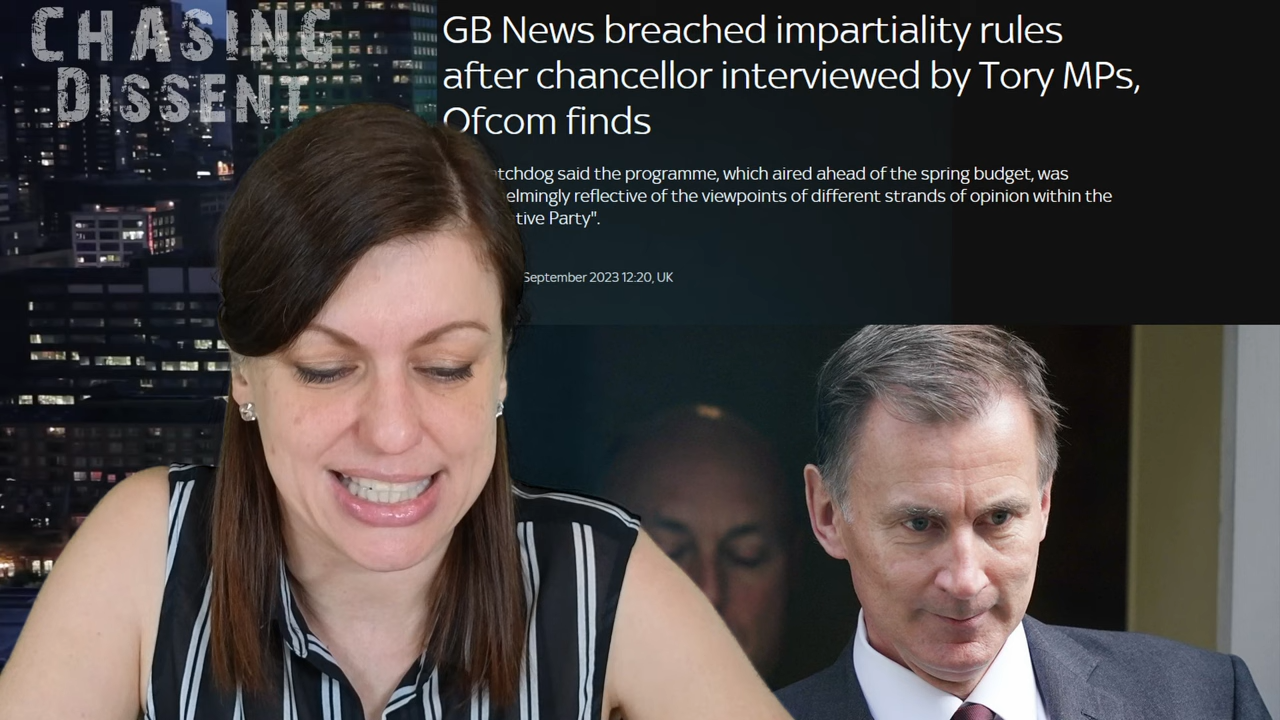 CHASING
DISSENT
GB News breached impartiality rules
after chancellor interviewed by Tory MPs,
Ofcom finds
said the programme, which aired ahead of the spring budget, was
reflective of the viewpoints of different strands of opinion within the
Party".
September 2023 12:20, UK